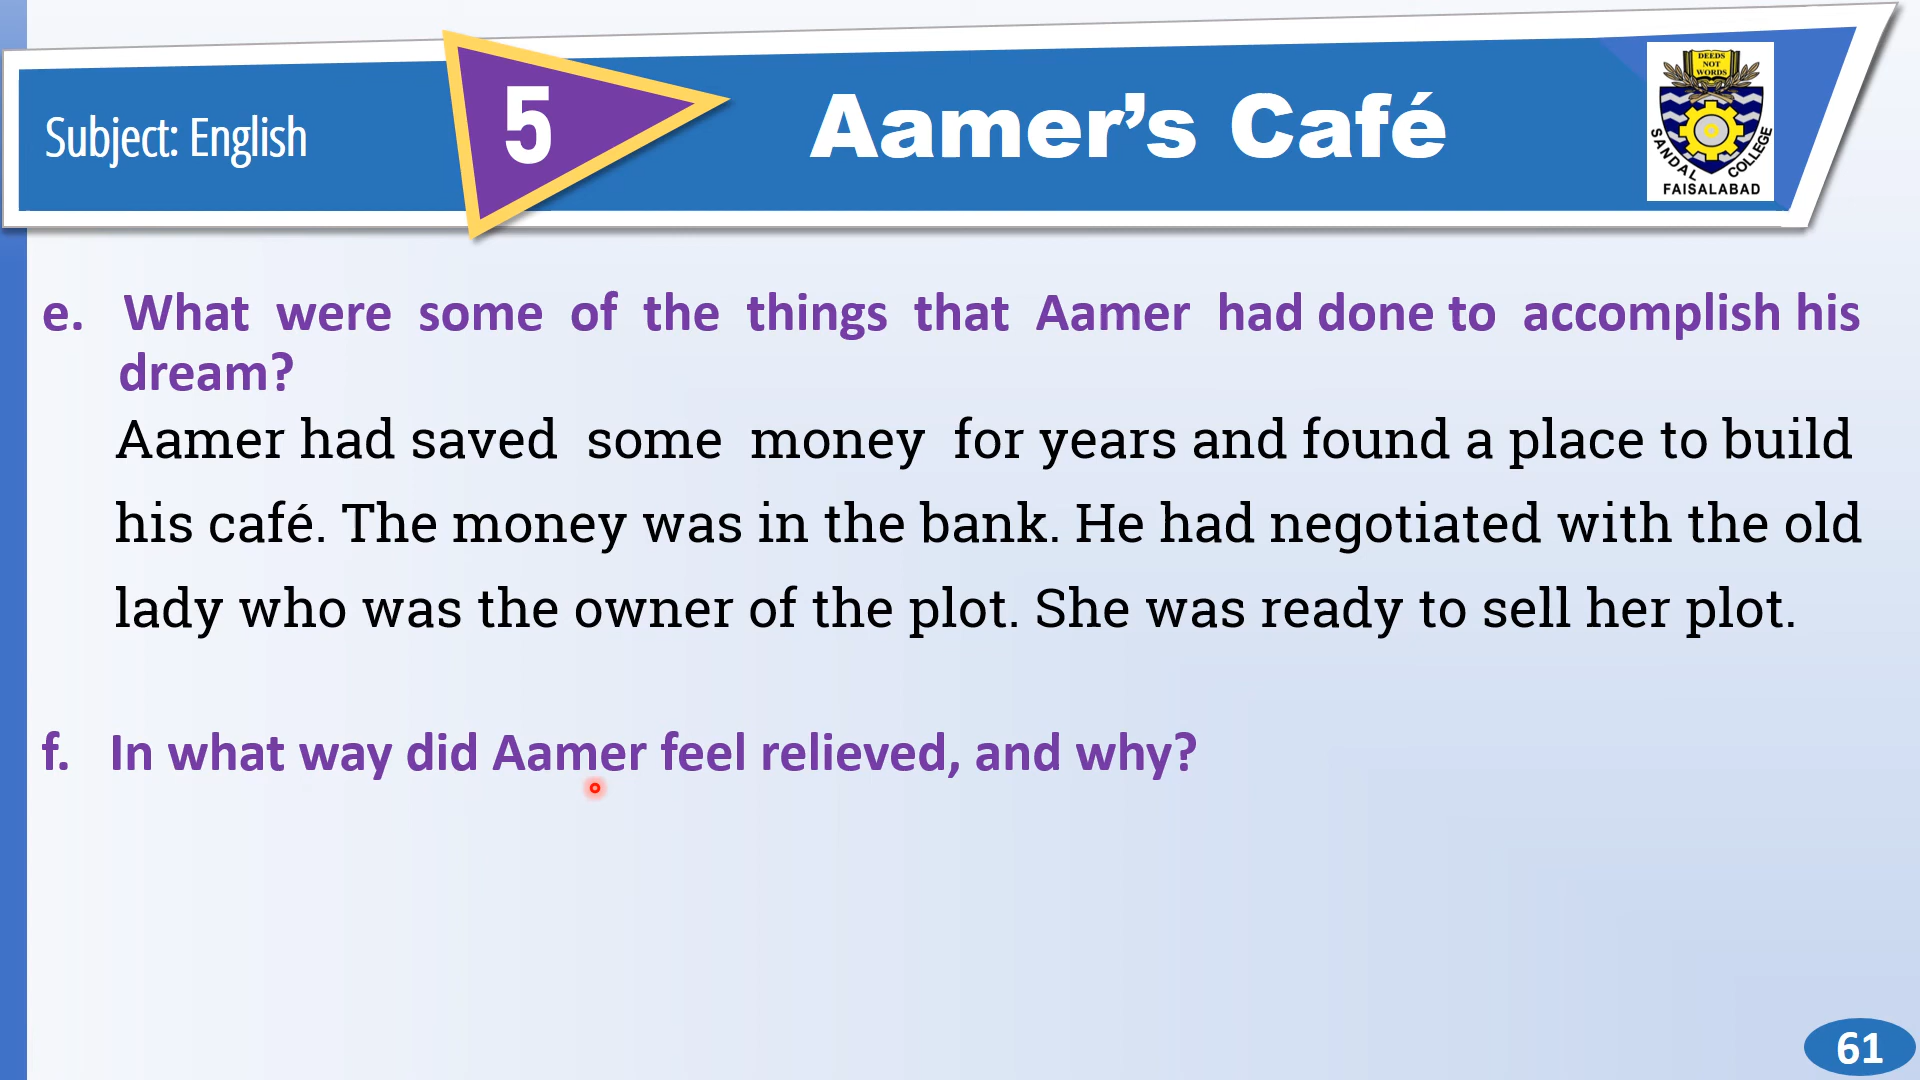 Subject: English
5
Aamer’s Café
DEEDS
NOT
WORDS
SANDAL COLLEGE
FAISALABAD
e. What were some of the things that Aamer had done to accomplish his
dream?
Aamer had saved some money for years and found a place to build
his café. The money was in the bank. He had negotiated with the old
lady who was the owner of the plot. She was ready to sell her plot.
f. In what way did Aamer feel relieved, and why?
61